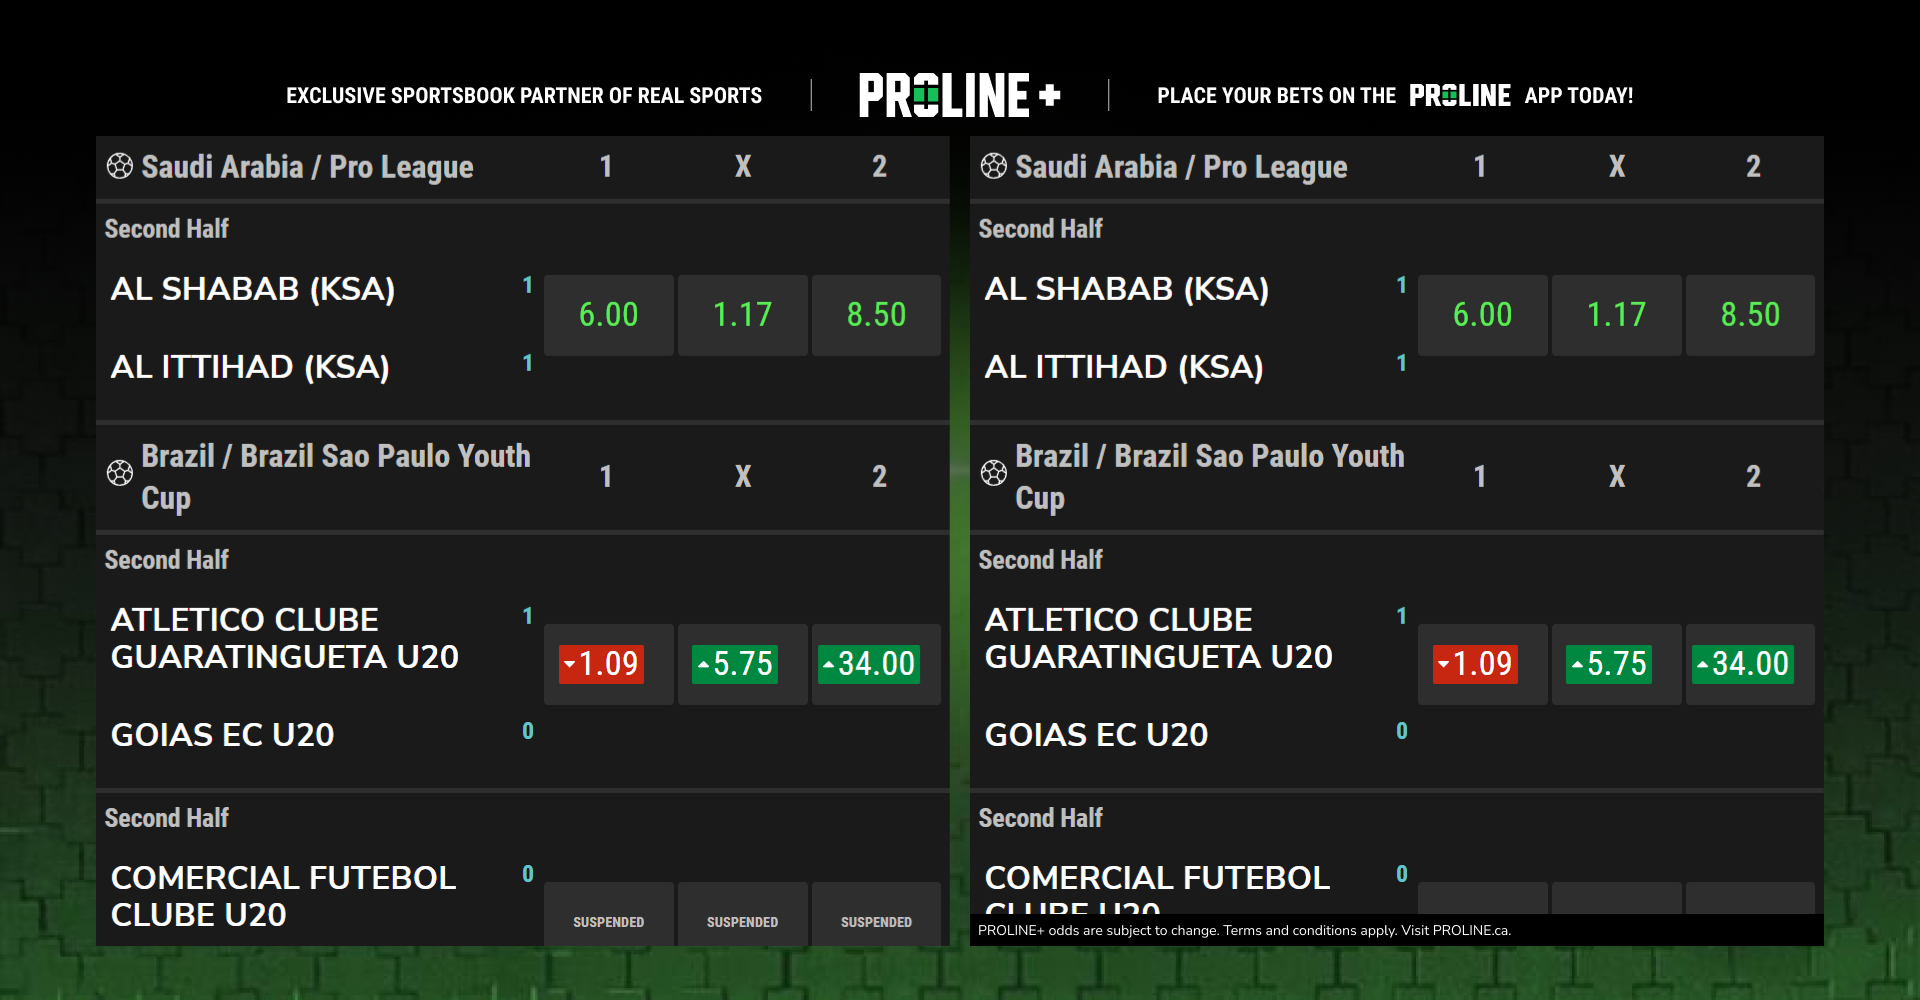 EXCLUSIVE SPORTSBOOK PARTNER OF REAL SPORTS
PROLINE +
PLACE YOUR BETS ON THE PROLINE APP TODAY!
Saudi Arabia / Pro League 1 X 2
Second Half
AL SHABAB (KSA) 1
6.00 1.17 8.50
AL ITTIHAD (KSA) 1
Brazil / Brazil Sao Paulo Youth
Cup
1 X 2
Second Half
ATLETICO CLUBE 1
GUARATINGUETA U20
1.09 5.75 34.00
GOIAS EC U20 0
Second Half
COMERCIAL FUTEBOL 0
CLUBE U20
SUSPENDED SUSPENDED SUSPENDED
Saudi Arabia / Pro League 1 X 2
Second Half
AL SHABAB (KSA) 1
6.00 1.17 8.50
AL ITTIHAD (KSA) 1
Brazil / Brazil Sao Paulo Youth
Cup
1 X 2
Second Half
ATLETICO CLUBE 1
GUARATINGUETA U20
1.09 5.75 34.00
GOIAS EC U20 0
Second Half
COMERCIAL FUTEBOL 0
CLUBE U20
PROLINE+ odds are subject to change. Terms and conditions apply. Visit PROLINE.ca.